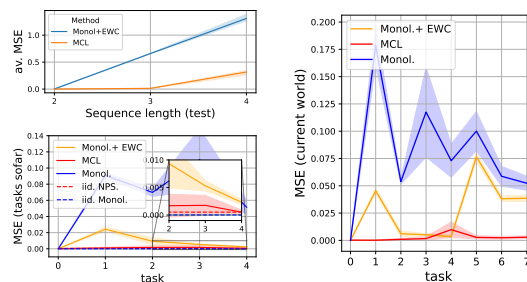 av. MSE
1.0
0.5
0.0
Method
Monol+EWC
MCL
2
3
4
Sequence length (test)
MSE (tasks sofar)
0.14
0.12
0.10
0.08
0.06
0.04
0.02
0.00
Monol.+ EWC
MCL
Monol.
iid. NPS.
iid. Monol.
0.010
0.005
0.000
2
3
4
0
1
2
3
4
task
MSE (current world)
0.200
0.175
0.150
0.125
0.100
0.075
0.050
0.025
0.000
Monol.+ EWC
MCL
Monol.
0
1
2
3
4
5
6
7
task